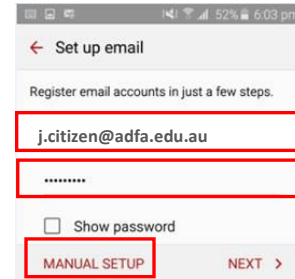 52% 6:03 pm
← Set up email
Register email accounts in just a few steps.
j.citizen@adfa.edu.au
•••••••••
Show password
MANUAL SETUP NEXT >